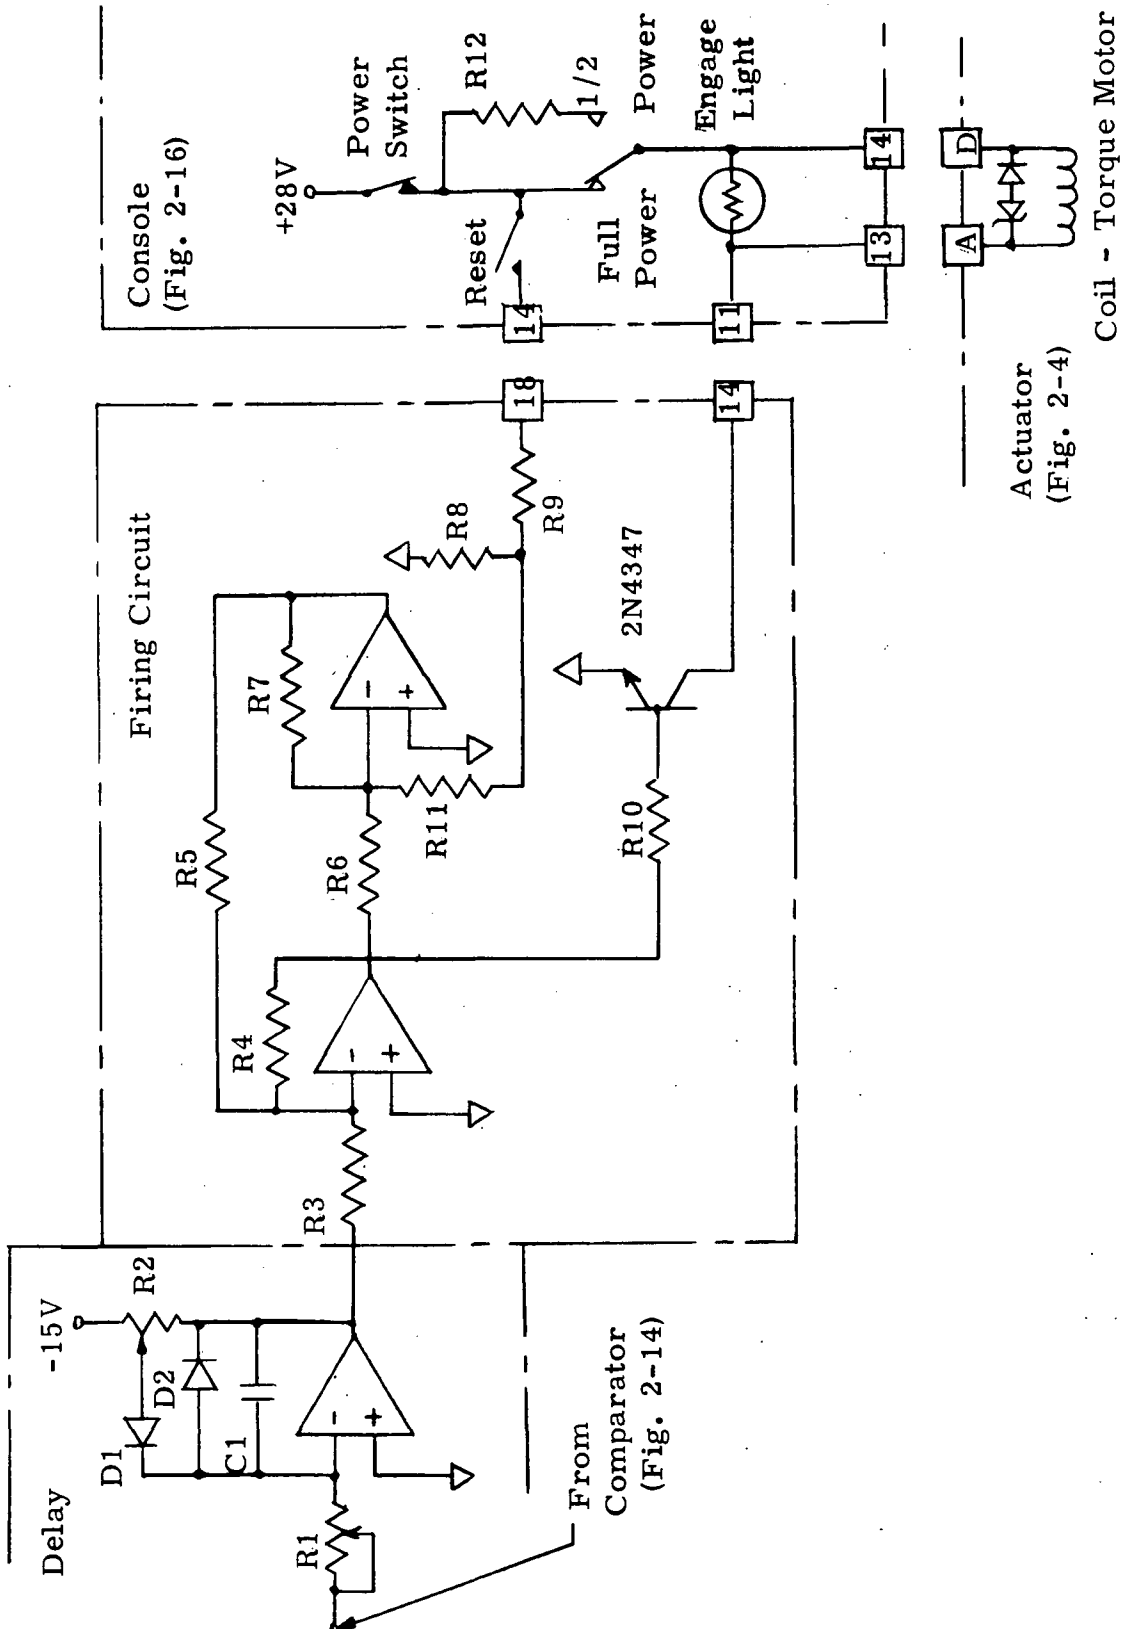 Delay
-15V
R2
D1
D2
C1
-
+
R1
From
Comparator
(Fig. 2-14)
Firing Circuit
R3
R4
-
+
R5
R6
R7
-
+
R11
R8
R9
R10
2N4347
18
14
Console
(Fig. 2-16)
+28V
Power
Switch
R12
Reset
1/2
Power
Full
Power
Engage
Light
14
11
13
14
Actuator
(Fig. 2-4)
A
D
Coil - Torque Motor